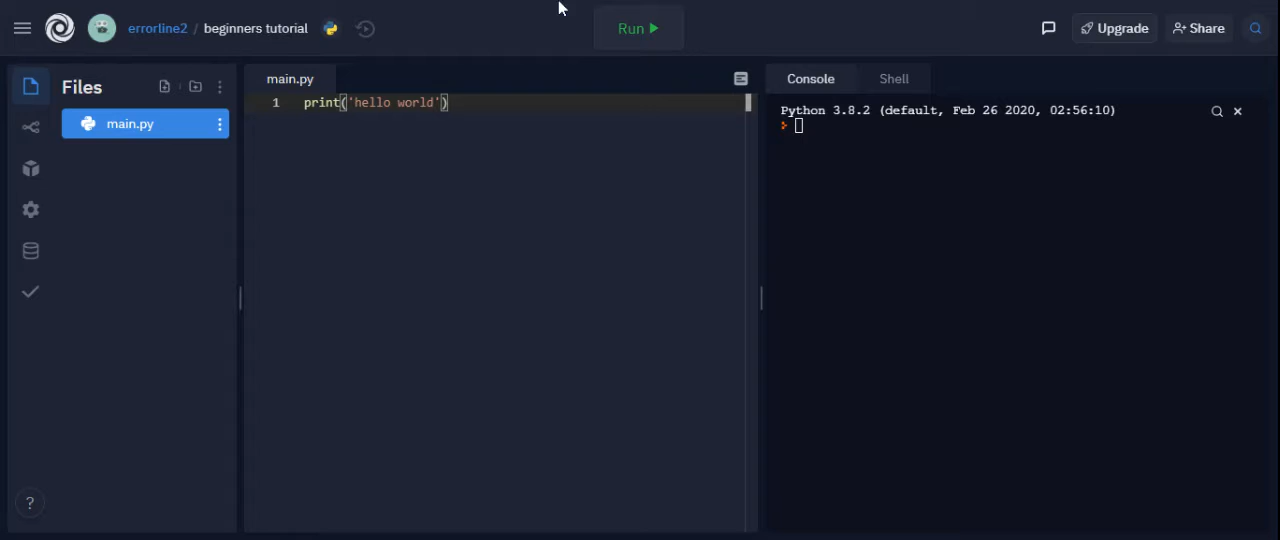 errorline2 / beginners tutorial
Run
Upgrade
Share
Files
main.py
main.py
1 print('hello world')
Console
Shell
Python 3.8.2 (default, Feb 26 2020, 02:56:10)
?